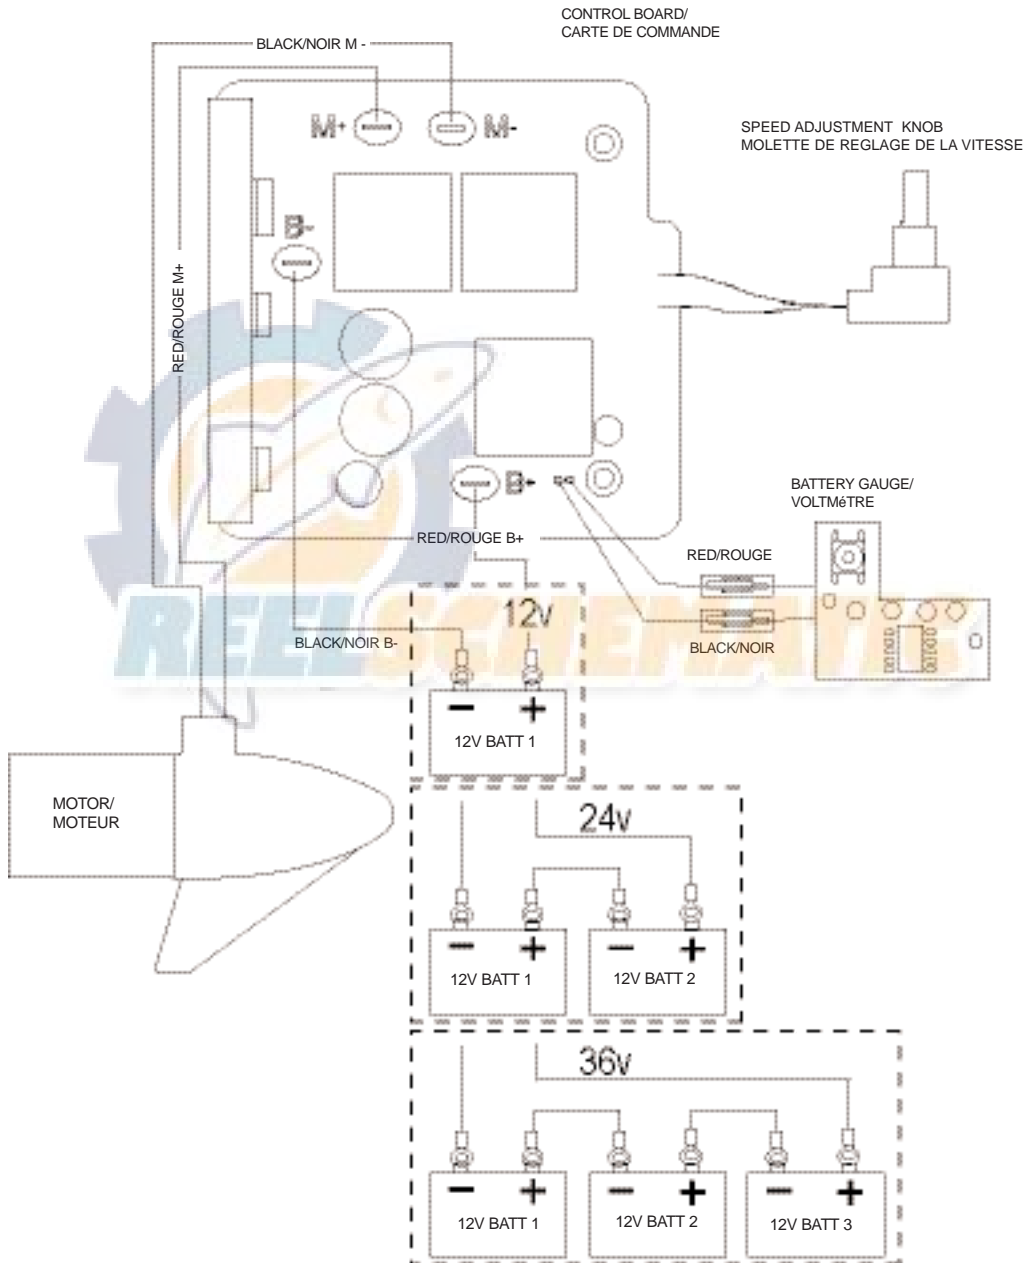 CONTROL BOARD/
CARTE DE COMMANDE
BLACK/NOIR M -
M+
M-
SPEED ADJUSTMENT KNOB
MOLETTE DE REGLAGE DE LA VITESSE
B-
RED/ROUGE M+
B+
BATTERY GAUGE/
VOLTMéTRE
RED/ROUGE B+
RED/ROUGE
12v
BLACK/NOIR B-
BLACK/NOIR
REELSCHEMATIC
- +
12V BATT 1
MOTOR/
MOTEUR
24v
- + - +
12V BATT 1
12V BATT 2
36v
- + - + - +
12V BATT 1
12V BATT 2
12V BATT 3